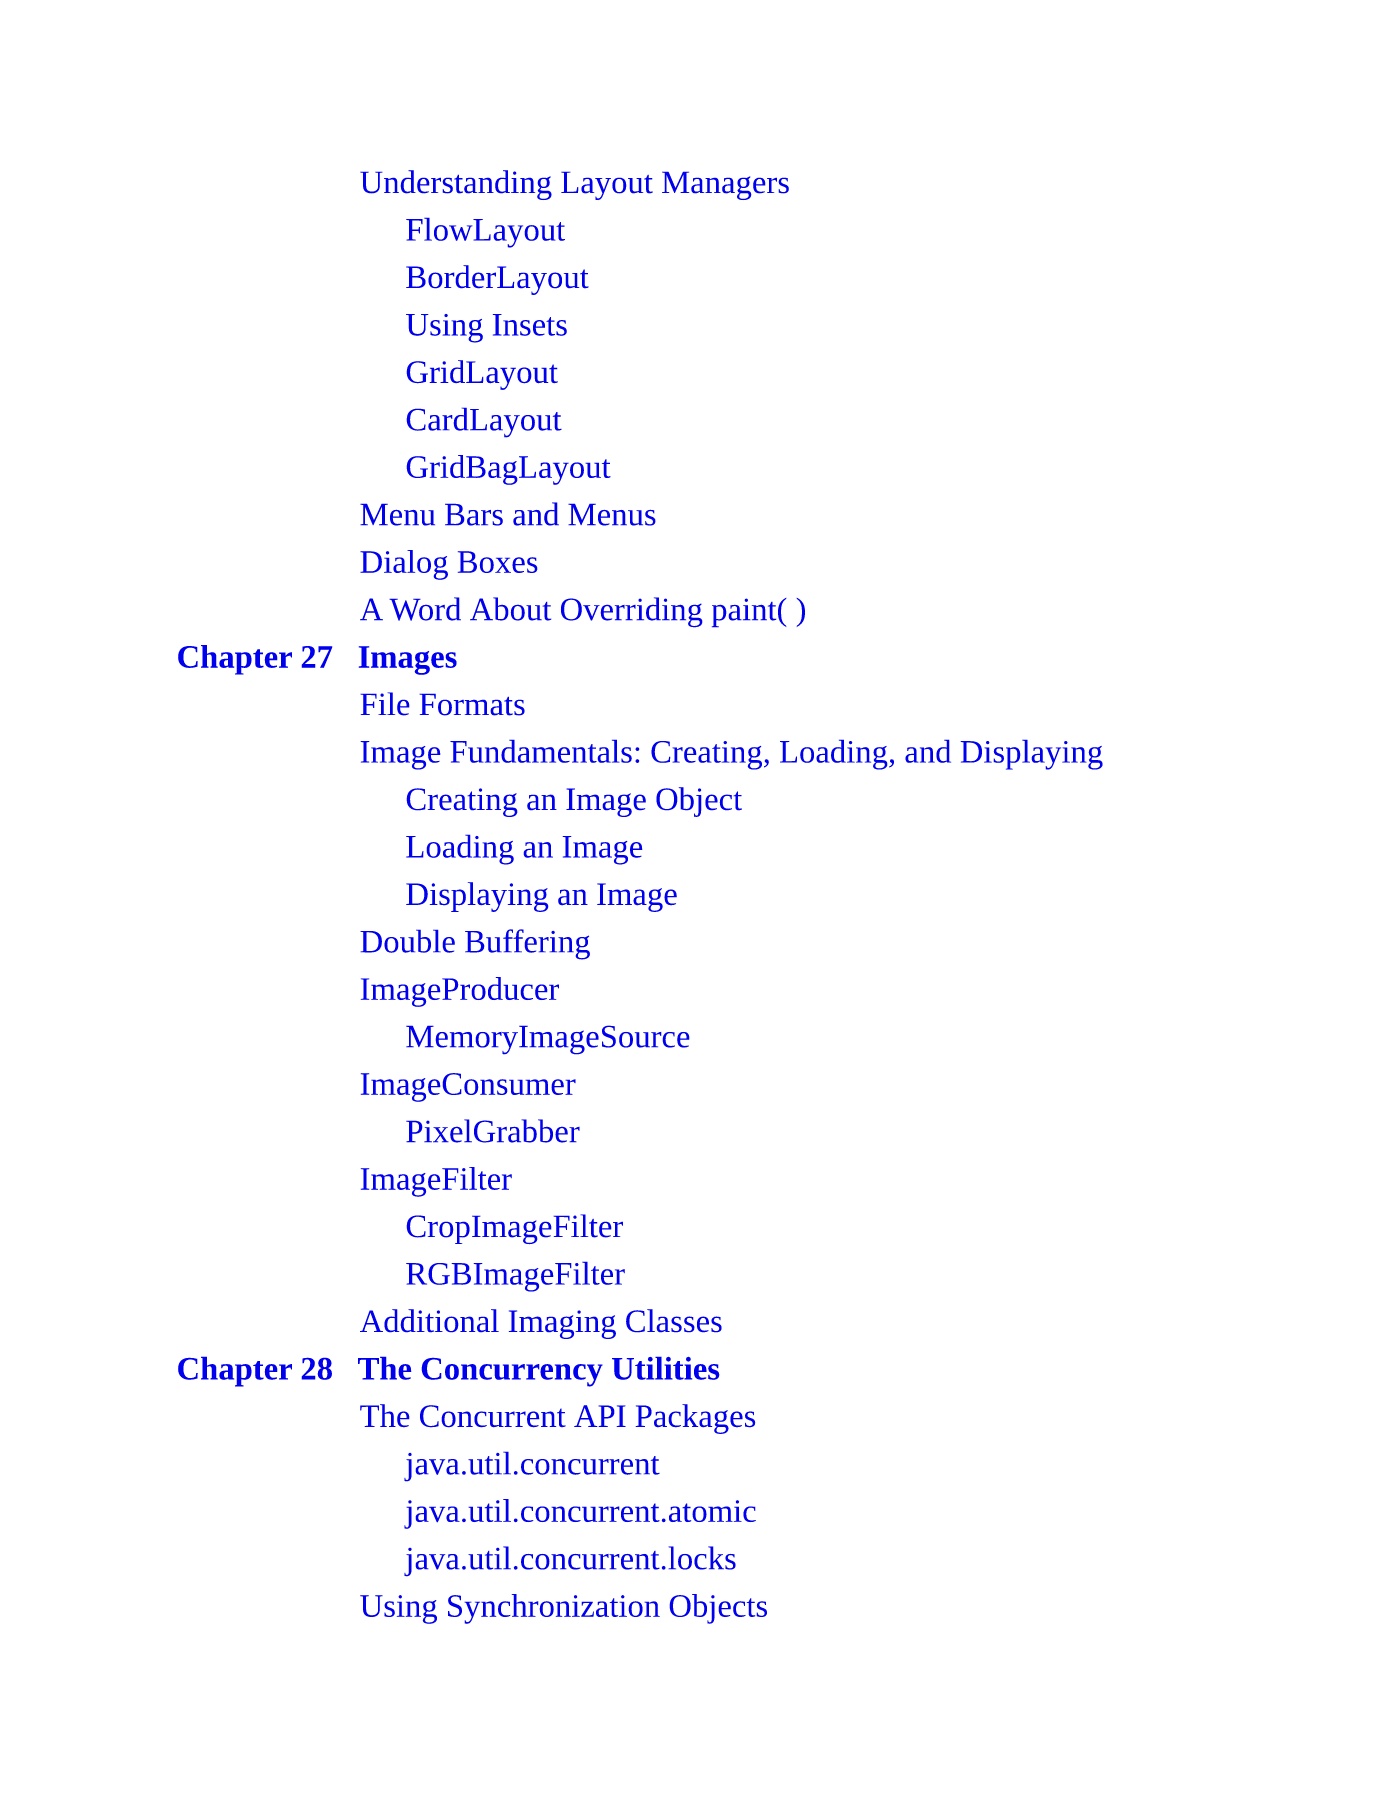 Understanding Layout Managers
FlowLayout
BorderLayout
Using Insets
GridLayout
CardLayout
GridBagLayout
Menu Bars and Menus
Dialog Boxes
A Word About Overriding paint( )
Chapter 27 Images
File Formats
Image Fundamentals: Creating, Loading, and Displaying
Creating an Image Object
Loading an Image
Displaying an Image
Double Buffering
ImageProducer
MemoryImageSource
ImageConsumer
PixelGrabber
ImageFilter
CropImageFilter
RGBImageFilter
Additional Imaging Classes
Chapter 28 The Concurrency Utilities
The Concurrent API Packages
java.util.concurrent
java.util.concurrent.atomic
java.util.concurrent.locks
Using Synchronization Objects